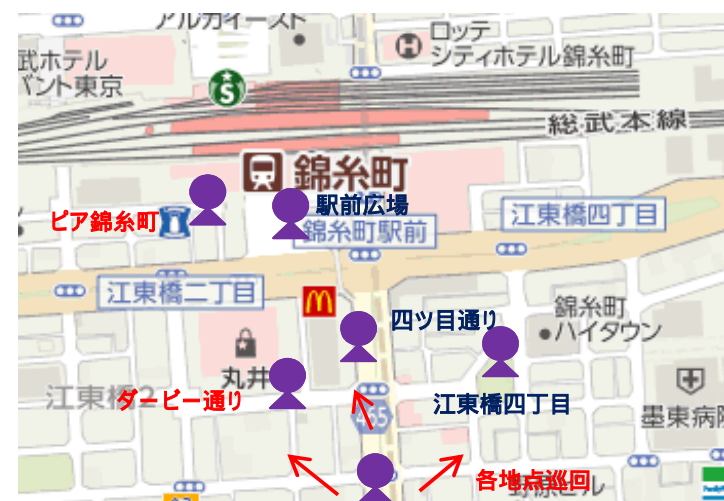 アルカイースト
ロッテ
シティホテル錦糸町
武ホテル
バント東京
総武本線
錦糸町
ピア錦糸町
駅前広場
錦糸町駅前
江東橋四丁目
江東橋二丁目
四ツ目通り
錦糸町
ハイタウン
丸井
江東橋2
ダービー通り
江東橋四丁目
墨東病院
465
各地点巡回
野原ビル